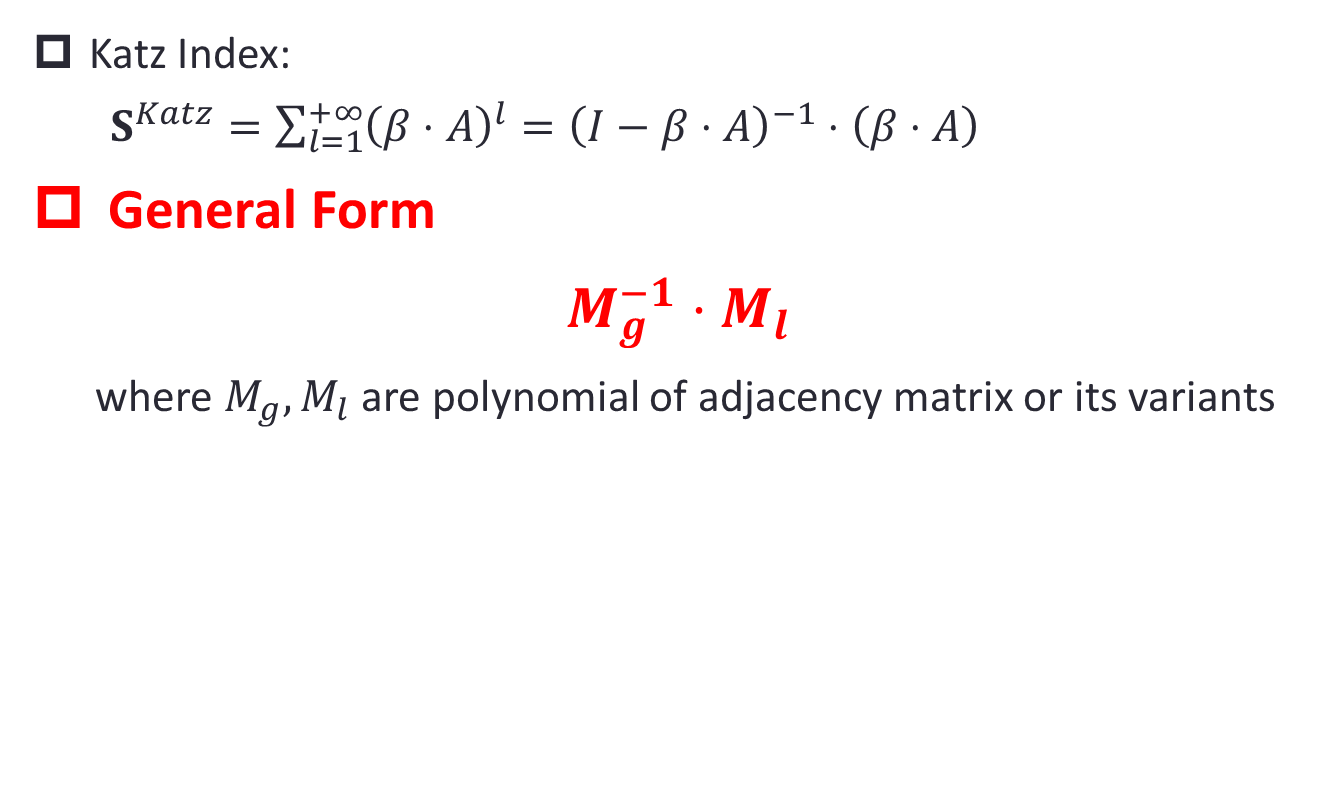 ❑ Katz Index:
𝐒^{Katz} = ∑_{l=1}^{+∞}(β · A)^l = (I − β · A)^{−1} · (β · A)
❑ General Form
M_g^{−1} · M_l
where M_g, M_l are polynomial of adjacency matrix or its variants